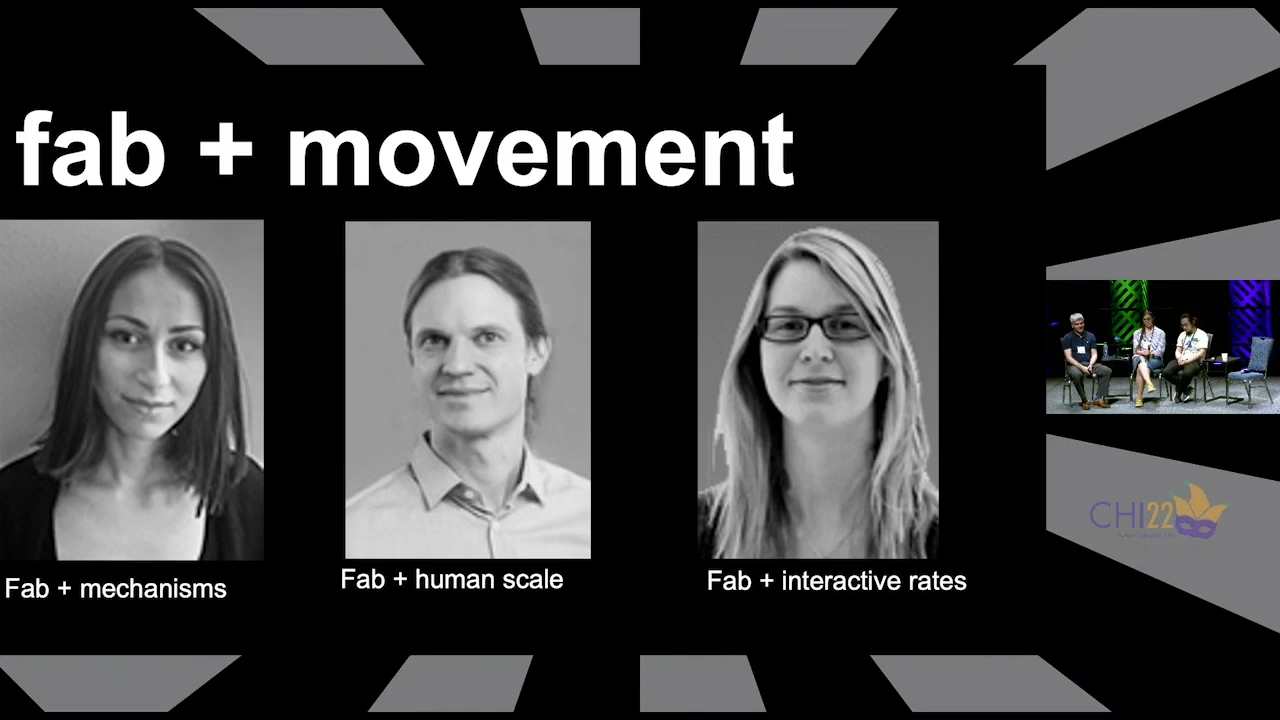 fab + movement
Fab + mechanisms
Fab + human scale
Fab + interactive rates
CHI22